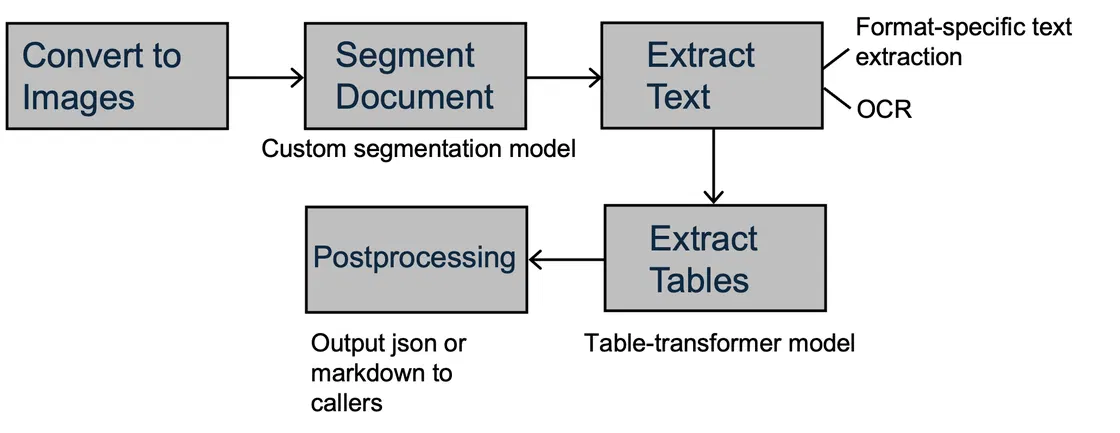 Convert to
Images
Segment
Document
Custom segmentation model
Extract
Text
Format-specific text
extraction
OCR
Extract
Tables
Table-transformer model
Postprocessing
Output json or
markdown to
callers